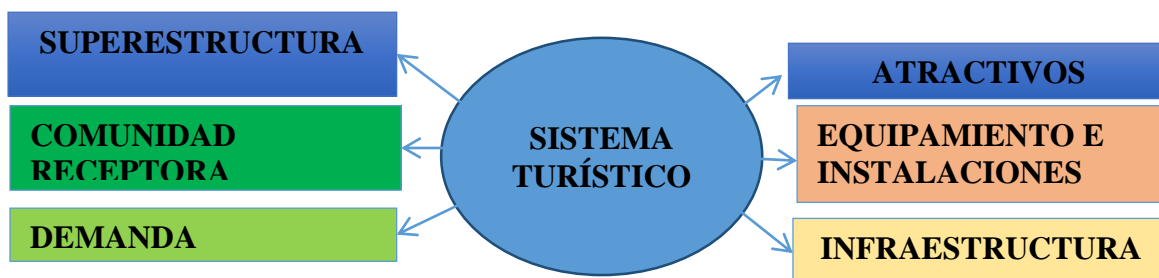 SUPERESTRUCTURA
COMUNIDAD
RECEPTORA
DEMANDA
SISTEMA
TURÍSTICO
ATRACTIVOS
EQUIPAMIENTO E
INSTALACIONES
INFRAESTRUCTURA